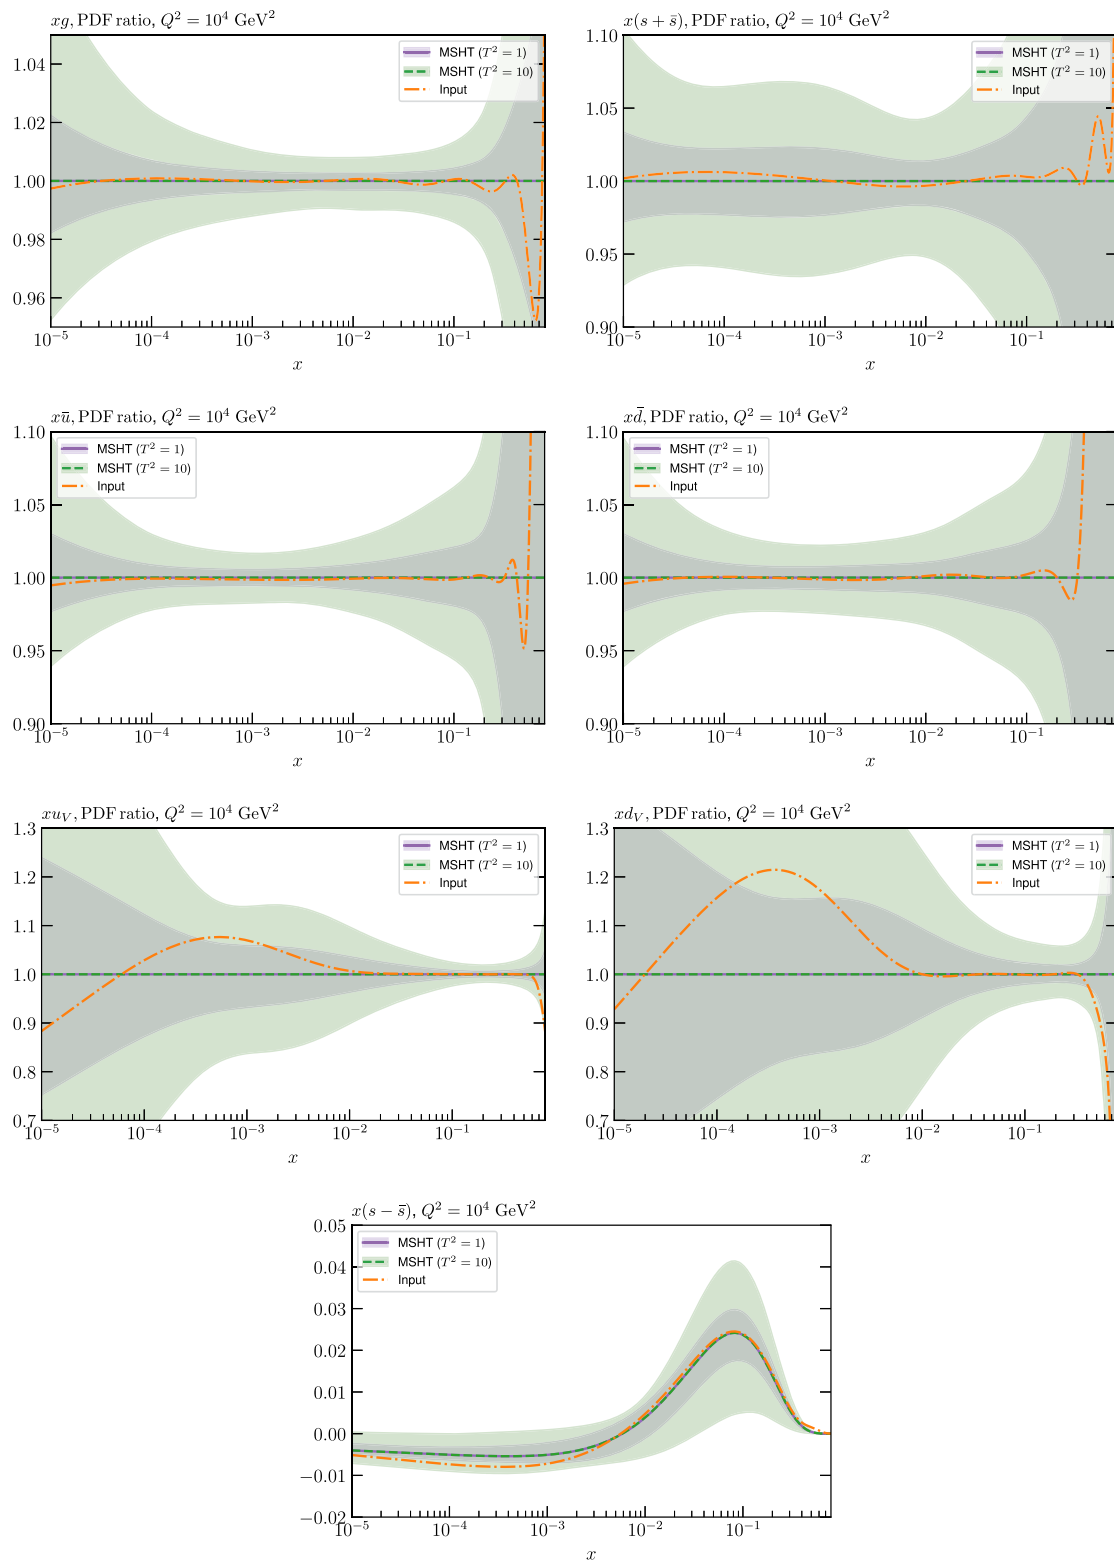 xg, PDF ratio, Q² = 10⁴ GeV²
MSHT (T² = 1)
MSHT (T² = 10)
Input
1.04
1.02
1.00
0.98
0.96
10⁻⁵ 10⁻⁴ 10⁻³ 10⁻² 10⁻¹
x
x(s + s̄), PDF ratio, Q² = 10⁴ GeV²
MSHT (T² = 1)
MSHT (T² = 10)
Input
1.10
1.05
1.00
0.95
0.90
10⁻⁵ 10⁻⁴ 10⁻³ 10⁻² 10⁻¹
x
xū, PDF ratio, Q² = 10⁴ GeV²
MSHT (T² = 1)
MSHT (T² = 10)
Input
1.10
1.05
1.00
0.95
0.90
10⁻⁵ 10⁻⁴ 10⁻³ 10⁻² 10⁻¹
x
xd̄, PDF ratio, Q² = 10⁴ GeV²
MSHT (T² = 1)
MSHT (T² = 10)
Input
1.10
1.05
1.00
0.95
0.90
10⁻⁵ 10⁻⁴ 10⁻³ 10⁻² 10⁻¹
x
xu_V, PDF ratio, Q² = 10⁴ GeV²
MSHT (T² = 1)
MSHT (T² = 10)
Input
1.3
1.2
1.1
1.0
0.9
0.8
0.7
10⁻⁵ 10⁻⁴ 10⁻³ 10⁻² 10⁻¹
x
xd_V, PDF ratio, Q² = 10⁴ GeV²
MSHT (T² = 1)
MSHT (T² = 10)
Input
1.3
1.2
1.1
1.0
0.9
0.8
0.7
10⁻⁵ 10⁻⁴ 10⁻³ 10⁻² 10⁻¹
x
x(s − s̄), Q² = 10⁴ GeV²
MSHT (T² = 1)
MSHT (T² = 10)
Input
0.05
0.04
0.03
0.02
0.01
0.00
−0.01
−0.02
10⁻⁵ 10⁻⁴ 10⁻³ 10⁻² 10⁻¹
x